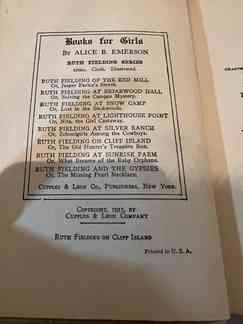 Books for Girls
BY ALICE B. EMERSON
RUTH FIELDING SERIES
12mo. Cloth. Illustrated.
RUTH FIELDING OF THE RED MILL
Or, Jasper Parloe's Secret.
RUTH FIELDING AT BRIARWOOD HALL
Or, Solving the Campus Mystery.
RUTH FIELDING AT SNOW CAMP
Or, Lost in the Backwoods.
RUTH FIELDING AT LIGHTHOUSE POINT
Or, Nita, the Girl Castaway.
RUTH FIELDING AT SILVER RANCH
Or, Schoolgirls Among the Cowboys.
RUTH FIELDING ON CLIFF ISLAND
Or, The Old Hunter's Treasure Box.
RUTH FIELDING AT SUNRISE FARM
Or, What Became of the Raby Orphans.
RUTH FIELDING AND THE GYPSIES
Or, The Missing Pearl Necklace.
CUPPLES & LEON CO., PUBLISHERS, NEW YORK.
COPYRIGHT, 1915, BY
CUPPLES & LEON COMPANY
RUTH FIELDING ON CLIFF ISLAND
Printed in U. S. A.